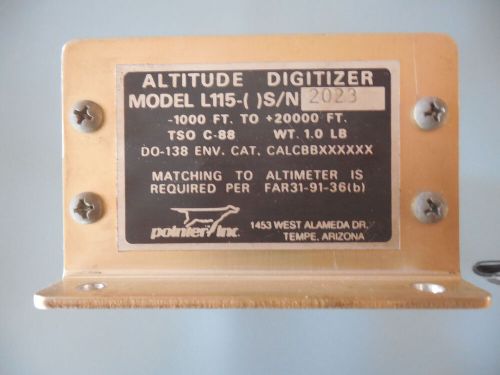 ALTITUDE DIGITIZER
MODEL L115-( )S/N 2023
-1000 FT. TO +20000 FT.
TSO C-88 WT. 1.0 LB
DO-138 ENV. CAT. CALCBBXXXXXX
MATCHING TO ALTIMETER IS
REQUIRED PER FAR31-91-36(b)
pointer inc.
1453 WEST ALAMEDA DR.
TEMPE, ARIZONA